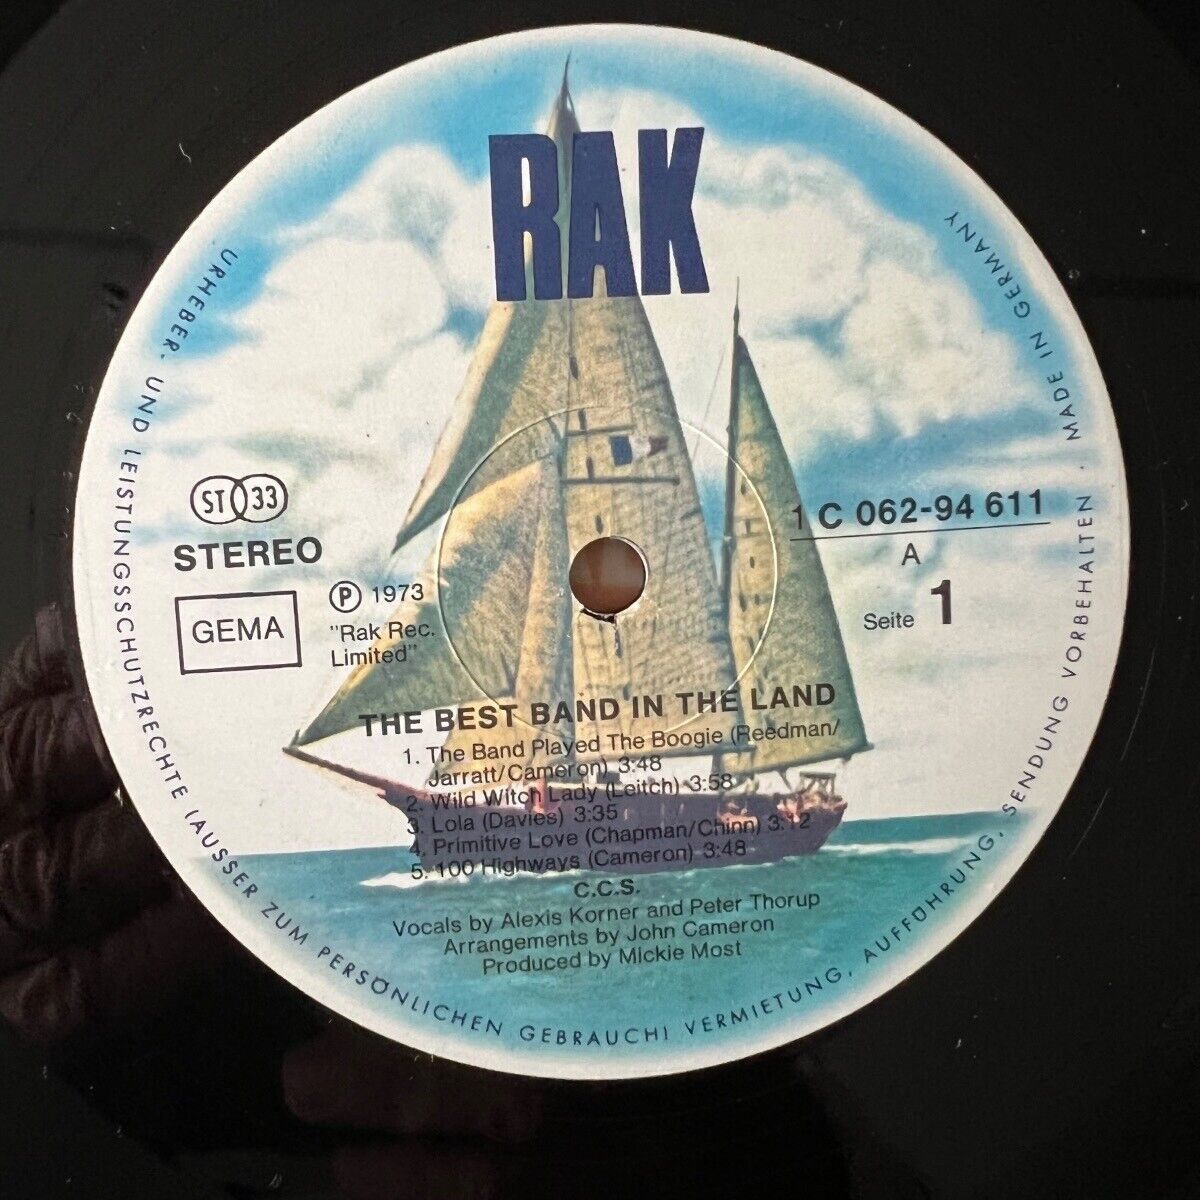 RAK
URHEBER- UND LEISTUNGSSCHUTZRECHTE (AUSSER ZUM PERSÖNLICHEN GEBRAUCH) VERMIETUNG, AUFFÜHRUNG, SENDUNG VORBEHALTEN MADE IN GERMANY
ST 33
STEREO
GEMA
Ⓟ 1973
"Rak Rec.
Limited"
1 C 062-94 611
A
Seite 1
THE BEST BAND IN THE LAND
1. The Band Played The Boogie (Reedman/
Jarratt/Cameron) 3:48
2. Wild Witch Lady (Leitch) 3:58
3. Lola (Davies) 3:35
4. Primitive Love (Chapman/Chinn) 3:12
5. 100 Highways (Cameron) 3:48
C.C.S.
Vocals by Alexis Korner and Peter Thorup
Arrangements by John Cameron
Produced by Mickie Most